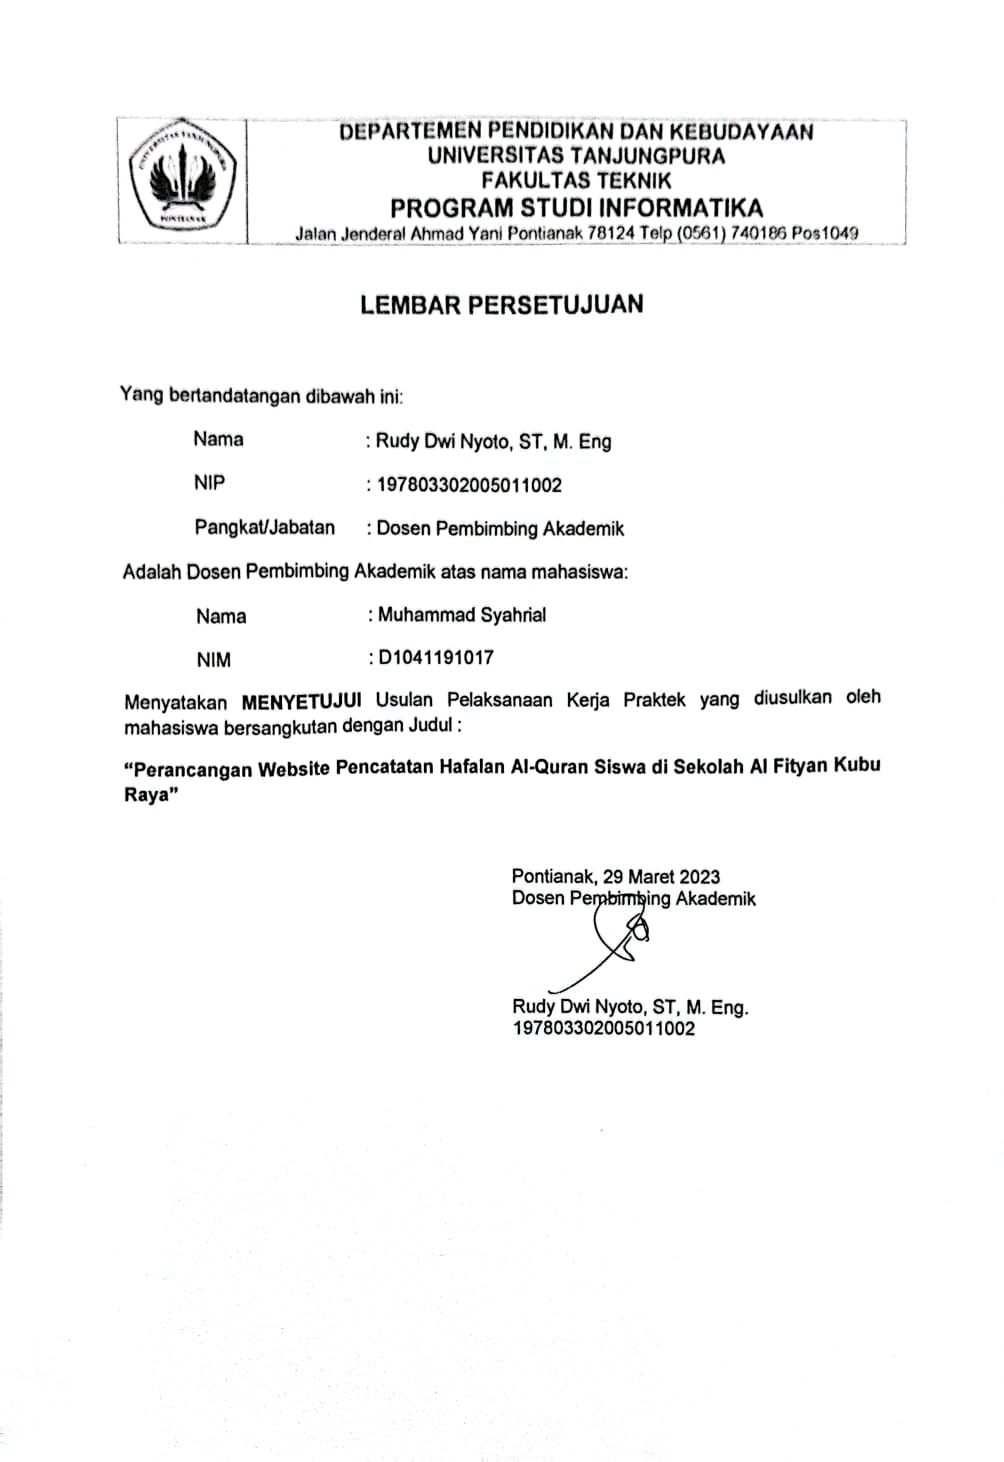 UNIVERSITAS TANJUNGPURA
PONTIANAK
DEPARTEMEN PENDIDIKAN DAN KEBUDAYAAN
UNIVERSITAS TANJUNGPURA
FAKULTAS TEKNIK
PROGRAM STUDI INFORMATIKA
Jalan Jenderal Ahmad Yani Pontianak 78124 Telp (0561) 740186 Pos1049
LEMBAR PERSETUJUAN
Yang bertandatangan dibawah ini:
Nama : Rudy Dwi Nyoto, ST, M. Eng
NIP : 197803302005011002
Pangkat/Jabatan : Dosen Pembimbing Akademik
Adalah Dosen Pembimbing Akademik atas nama mahasiswa:
Nama : Muhammad Syahrial
NIM : D1041191017
Menyatakan MENYETUJUI Usulan Pelaksanaan Kerja Praktek yang diusulkan oleh
mahasiswa bersangkutan dengan Judul :
“Perancangan Website Pencatatan Hafalan Al-Quran Siswa di Sekolah Al Fityan Kubu
Raya”
Pontianak, 29 Maret 2023
Dosen Pembimbing Akademik
Rudy Dwi Nyoto, ST, M. Eng.
197803302005011002